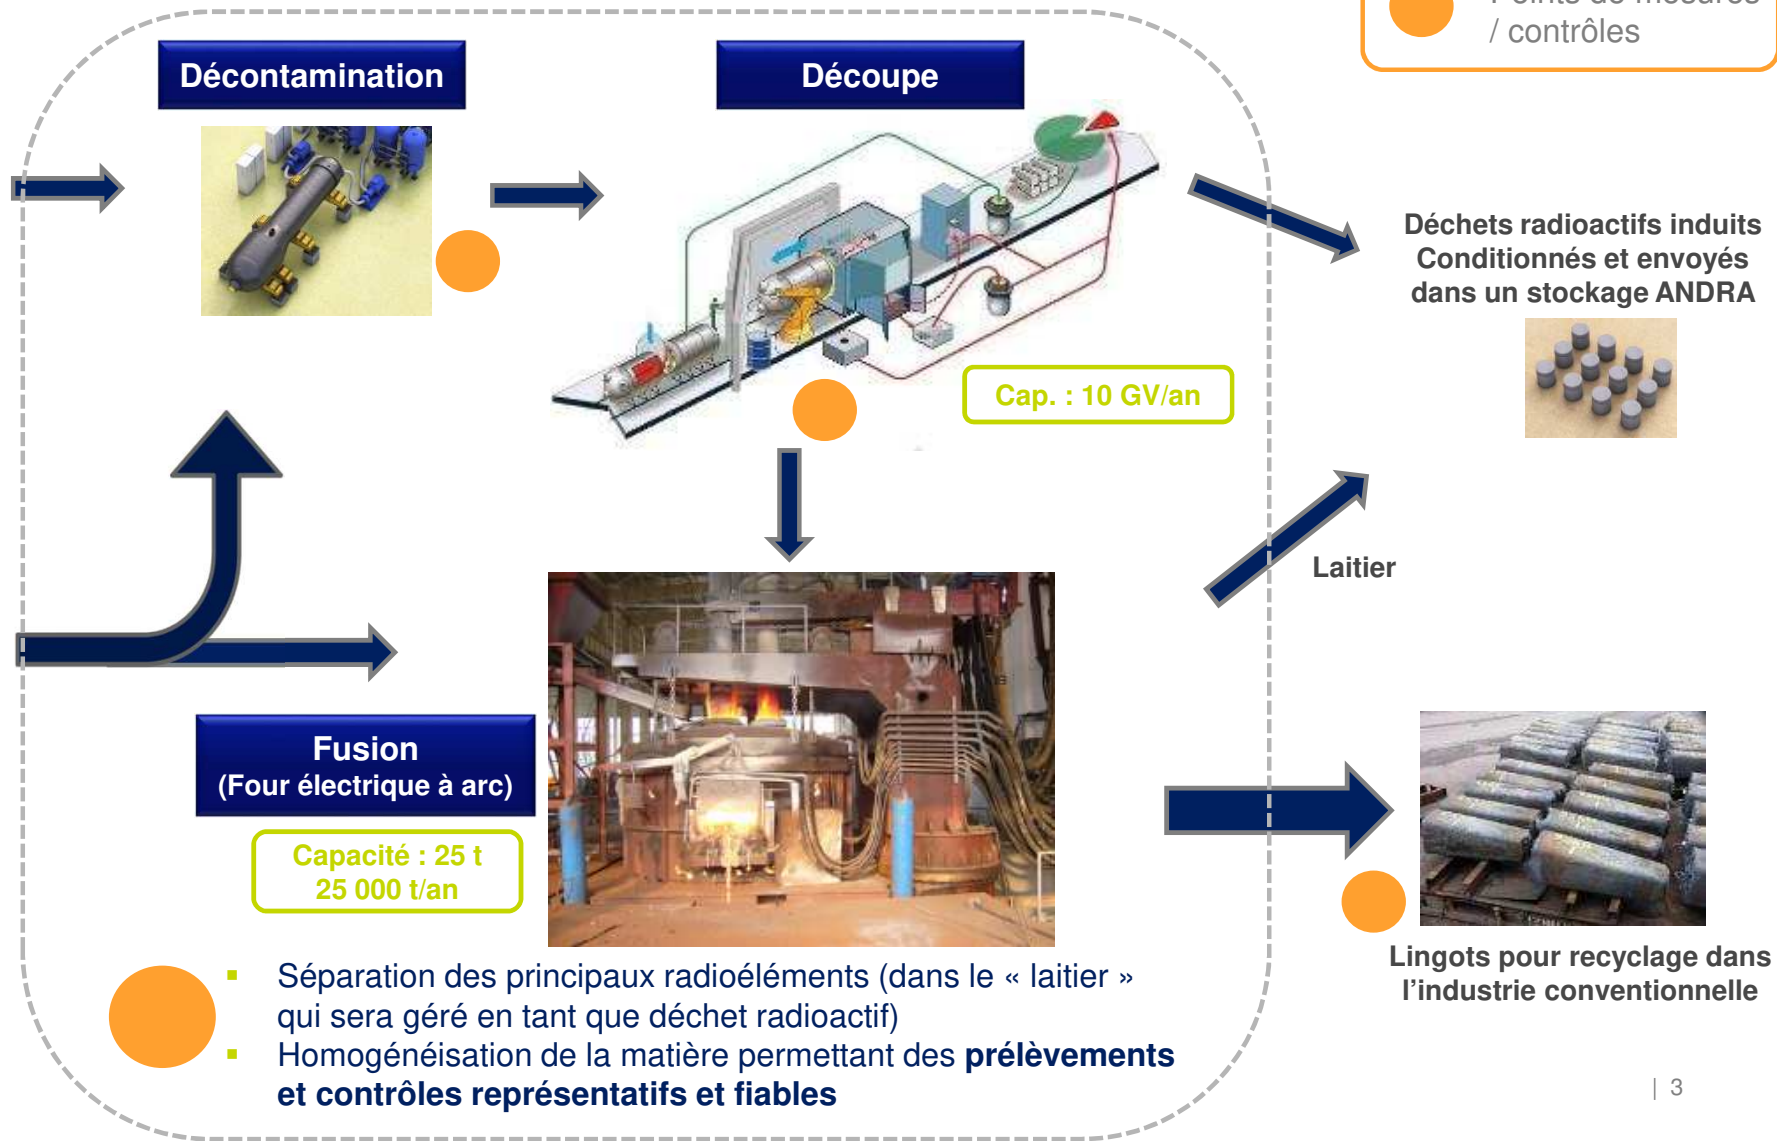 / contrôles
Décontamination
Découpe
Déchets radioactifs induits
Conditionnés et envoyés
dans un stockage ANDRA
Cap. : 10 GV/an
Laitier
Fusion
(Four électrique à arc)
Capacité : 25 t
25 000 t/an
Lingots pour recyclage dans
l’industrie conventionnelle
Séparation des principaux radioéléments (dans le « laitier »
qui sera géré en tant que déchet radioactif)
Homogénéisation de la matière permettant des prélèvements
et contrôles représentatifs et fiables
| 3